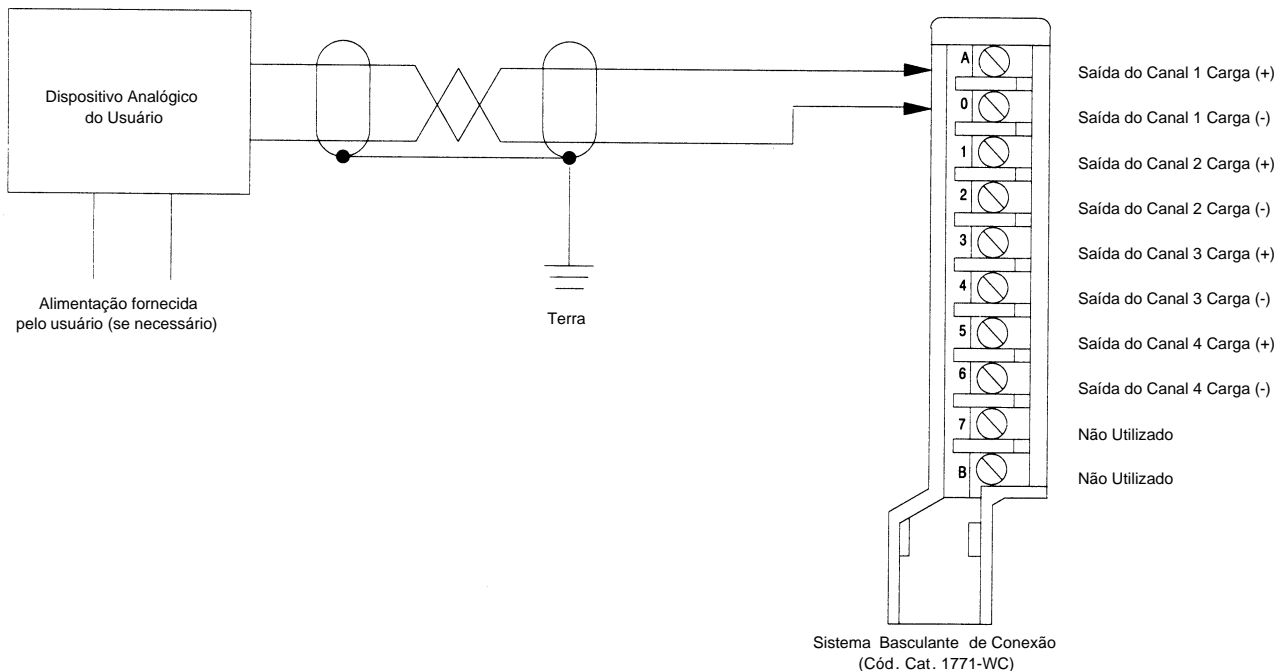 Dispositivo Analógico
do Usuário
Alimentação fornecida
pelo usuário (se necessário)
Terra
A
Saída do Canal 1 Carga (+)
0
Saída do Canal 1 Carga (-)
1
Saída do Canal 2 Carga (+)
2
Saída do Canal 2 Carga (-)
3
Saída do Canal 3 Carga (+)
4
Saída do Canal 3 Carga (-)
5
Saída do Canal 4 Carga (+)
6
Saída do Canal 4 Carga (-)
7
Não Utilizado
B
Não Utilizado
Sistema Basculante de Conexão
(Cód. Cat. 1771-WC)